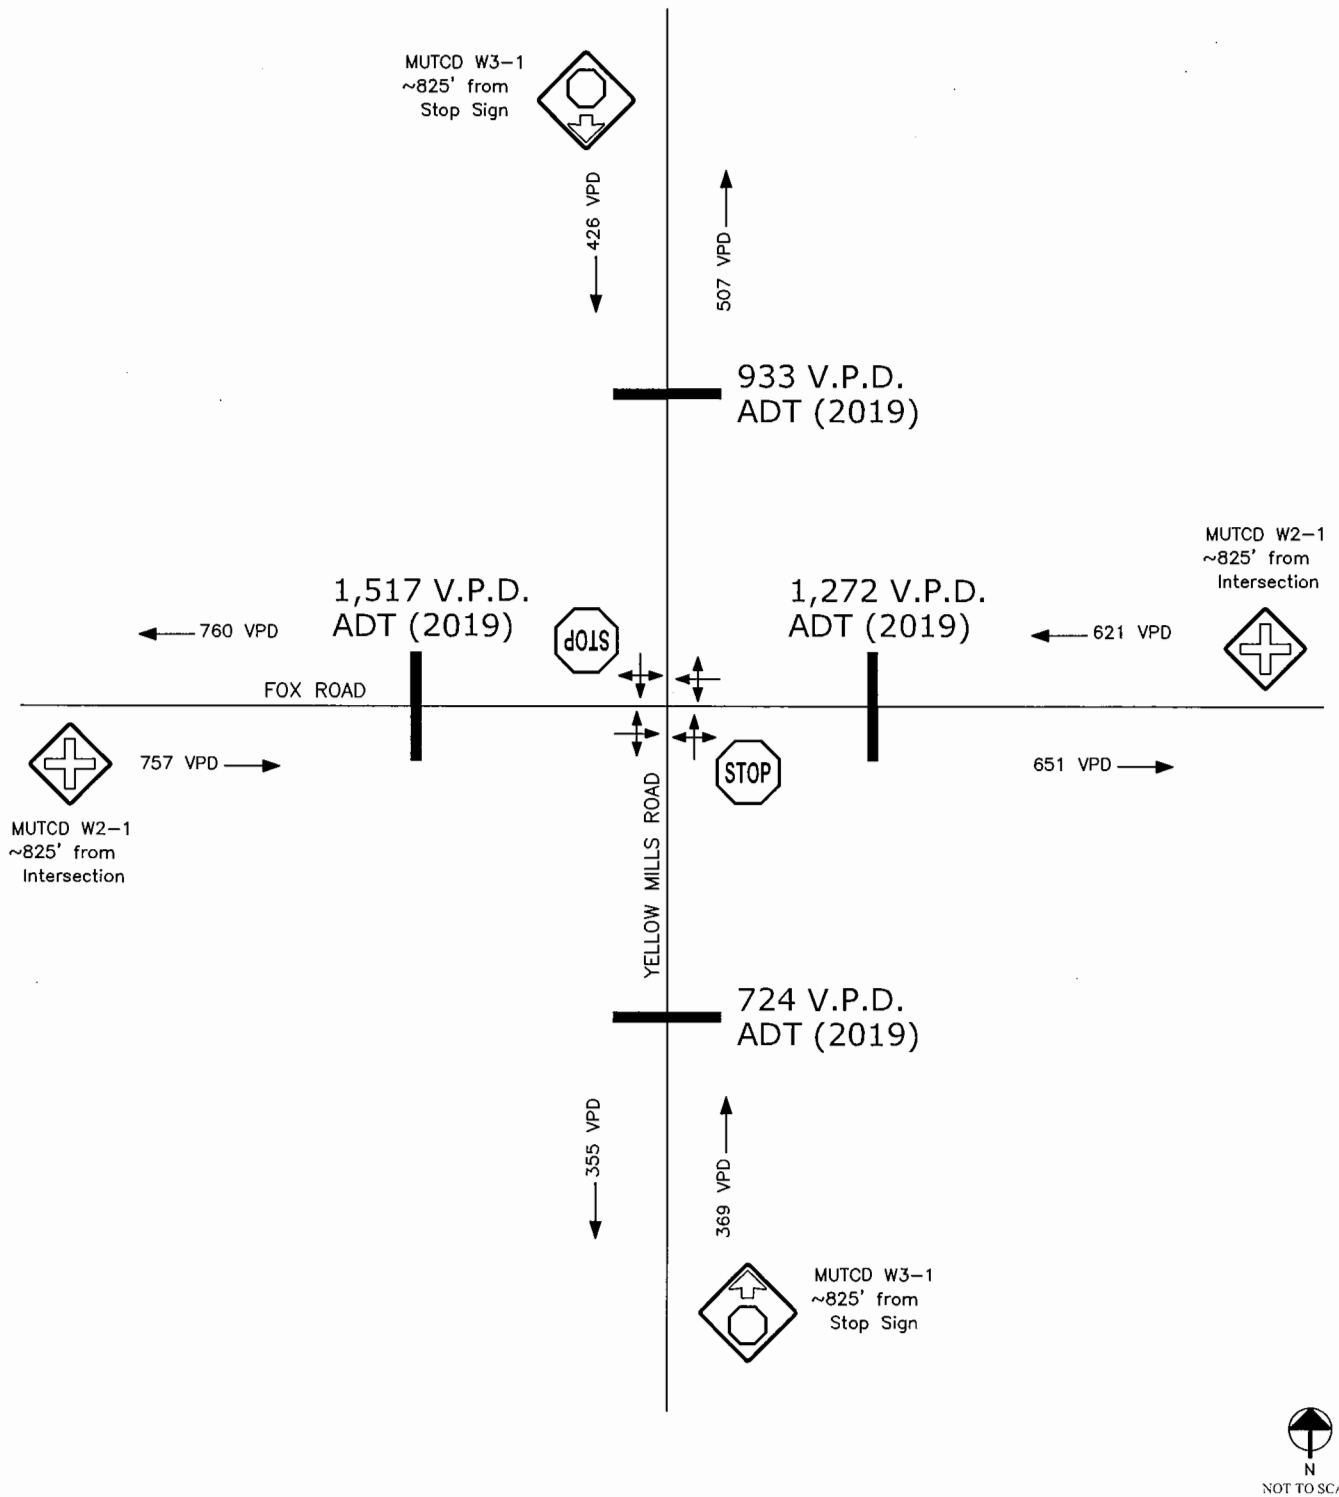 MUTCD W3-1
~825' from
Stop Sign
426 VPD
507 VPD
933 V.P.D.
ADT (2019)
MUTCD W2-1
~825' from
Intersection
1,517 V.P.D.
ADT (2019)
1,272 V.P.D.
ADT (2019)
STOP
760 VPD
621 VPD
FOX ROAD
757 VPD
STOP
651 VPD
MUTCD W2-1
~825' from
Intersection
YELLOW MILLS ROAD
724 V.P.D.
ADT (2019)
355 VPD
369 VPD
MUTCD W3-1
~825' from
Stop Sign
N
NOT TO